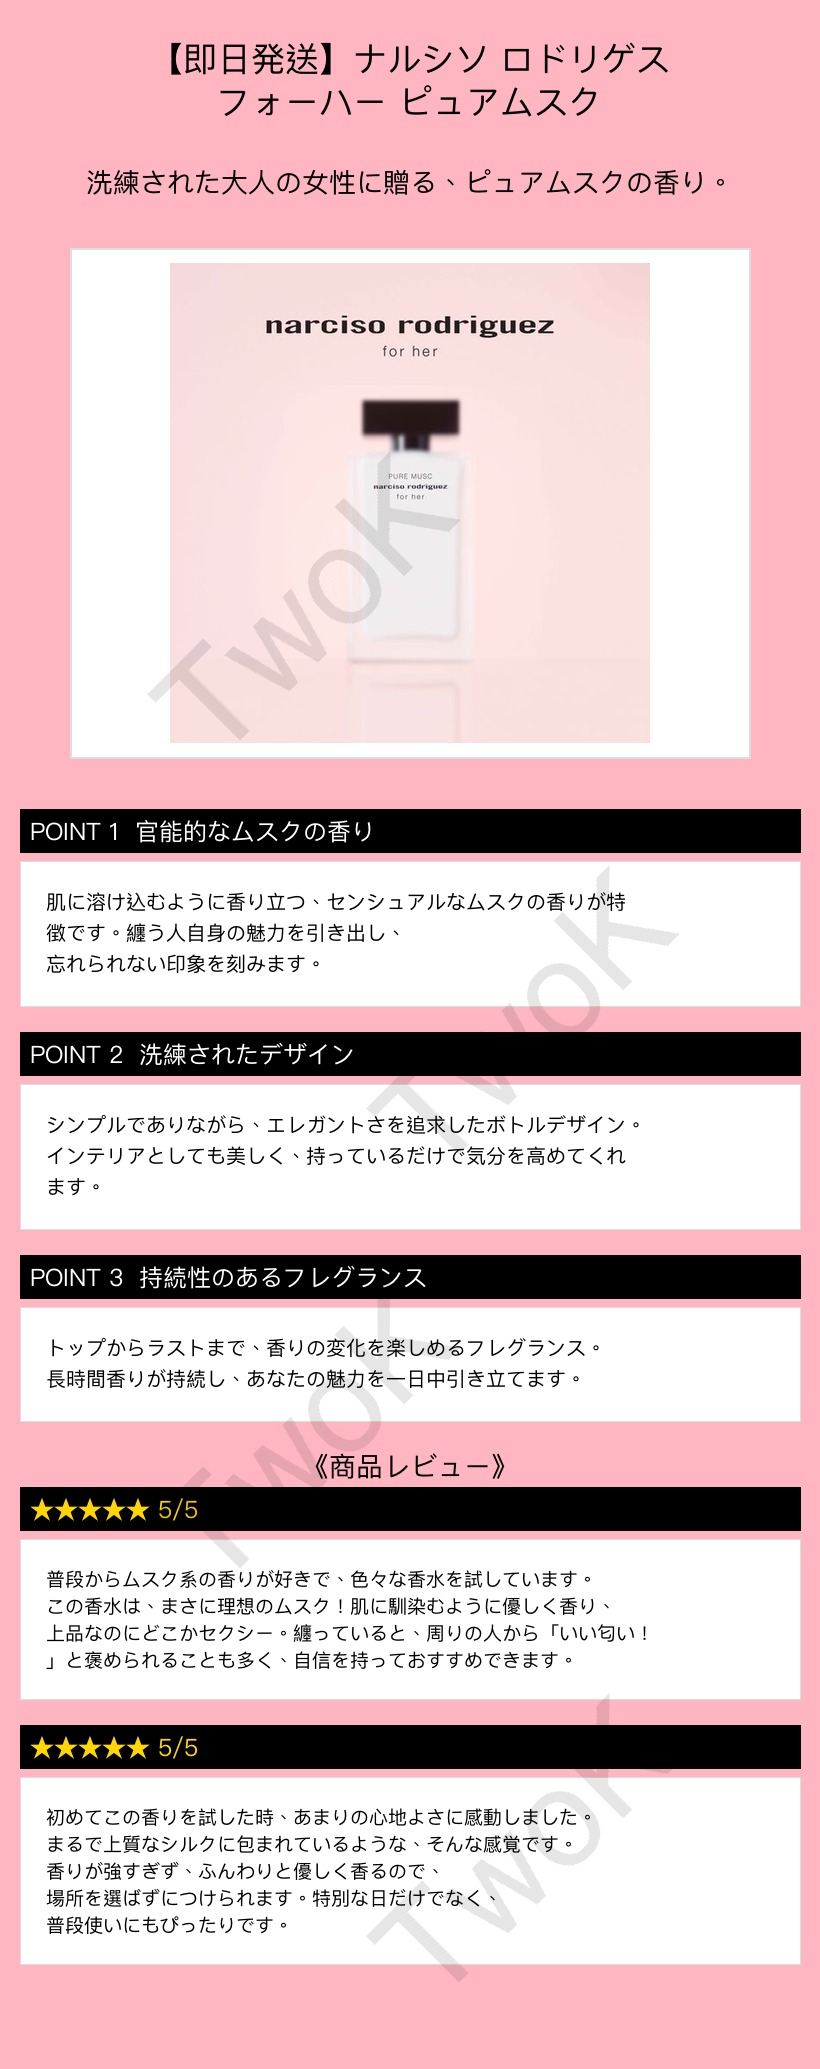 【即日発送】ナルシソ ロドリゲス
フォーハー ピュアムスク
洗練された大人の女性に贈る、ピュアムスクの香り。
narciso rodriguez
for her
PURE MUSC
narciso rodriguez
for her
TwoK
POINT 1 官能的なムスクの香り
肌に溶け込むように香り立つ、センシュアルなムスクの香りが特
徴です。纏う人自身の魅力を引き出し、
忘れられない印象を刻みます。
TwoK
POINT 2 洗練されたデザイン
シンプルでありながら、エレガントさを追求したボトルデザイン。
インテリアとしても美しく、持っているだけで気分を高めてくれ
ます。
POINT 3 持続性のあるフレグランス
トップからラストまで、香りの変化を楽しめるフレグランス。
長時間香りが持続し、あなたの魅力を一日中引き立てます。
TwoK
《商品レビュー》
★★★★★ 5/5
普段からムスク系の香りが好きで、色々な香水を試しています。
この香水は、まさに理想のムスク！肌に馴染むように優しく香り、
上品なのにどこかセクシー。纏っていると、周りの人から「いい匂い！
」と褒められることも多く、自信を持っておすすめできます。
★★★★★ 5/5
初めてこの香りを試した時、あまりの心地よさに感動しました。
まるで上質なシルクに包まれているような、そんな感覚です。
香りが強すぎず、ふんわりと優しく香るので、
場所を選ばずにつけられます。特別な日だけでなく、
普段使いにもぴったりです。
TwoK